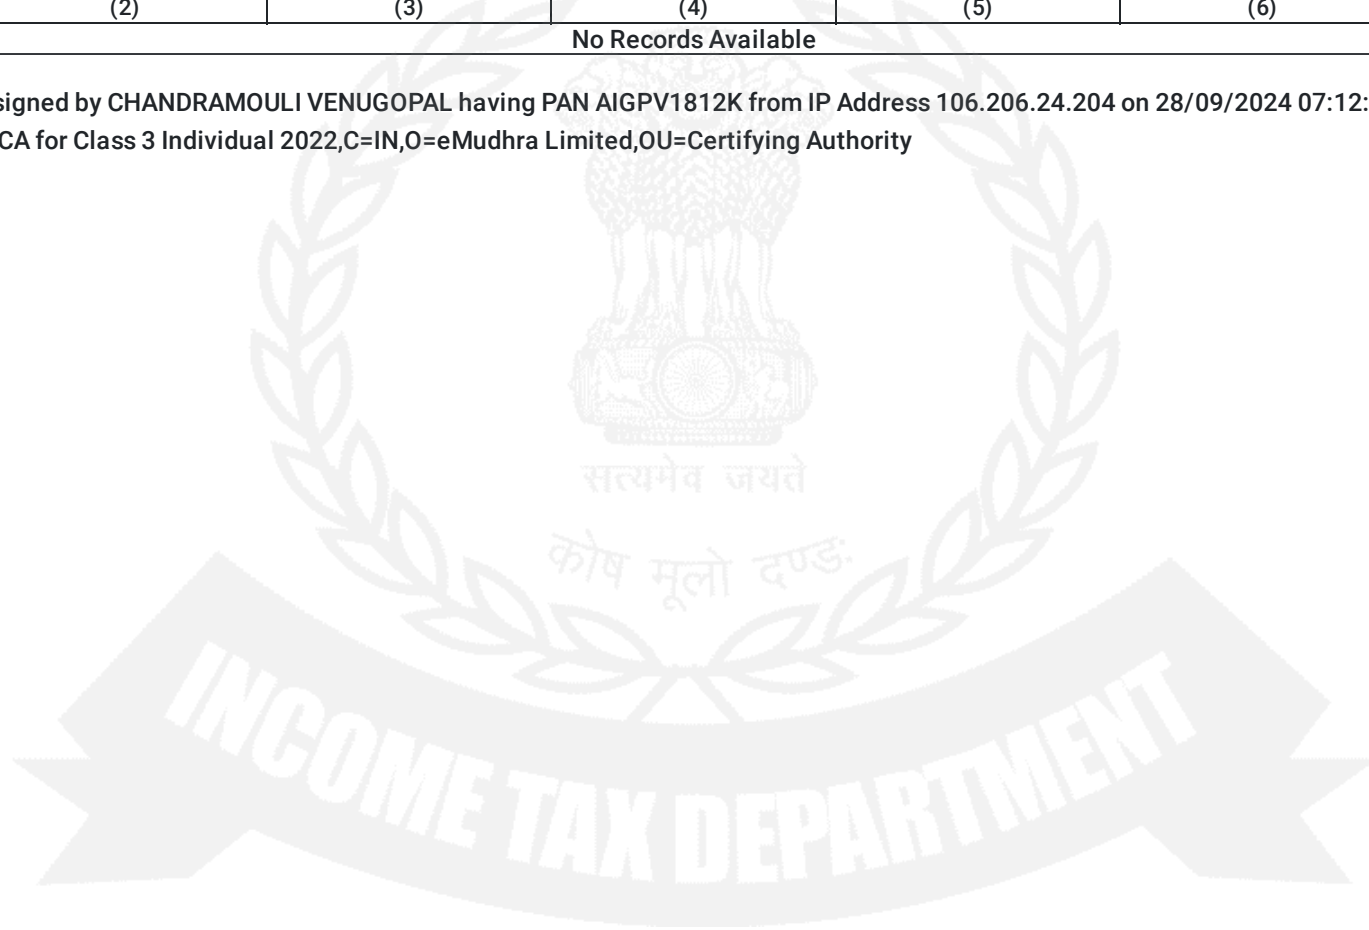 (2) (3) (4) (5) (6)
No Records Available
signed by CHANDRAMOULI VENUGOPAL having PAN AIGPV1812K from IP Address 106.206.24.204 on 28/09/2024 07:12:
CA for Class 3 Individual 2022,C=IN,O=eMudhra Limited,OU=Certifying Authority
सत्यमेव जयते
कोष मूलो दण्डः
INCOME TAX DEPARTMENT